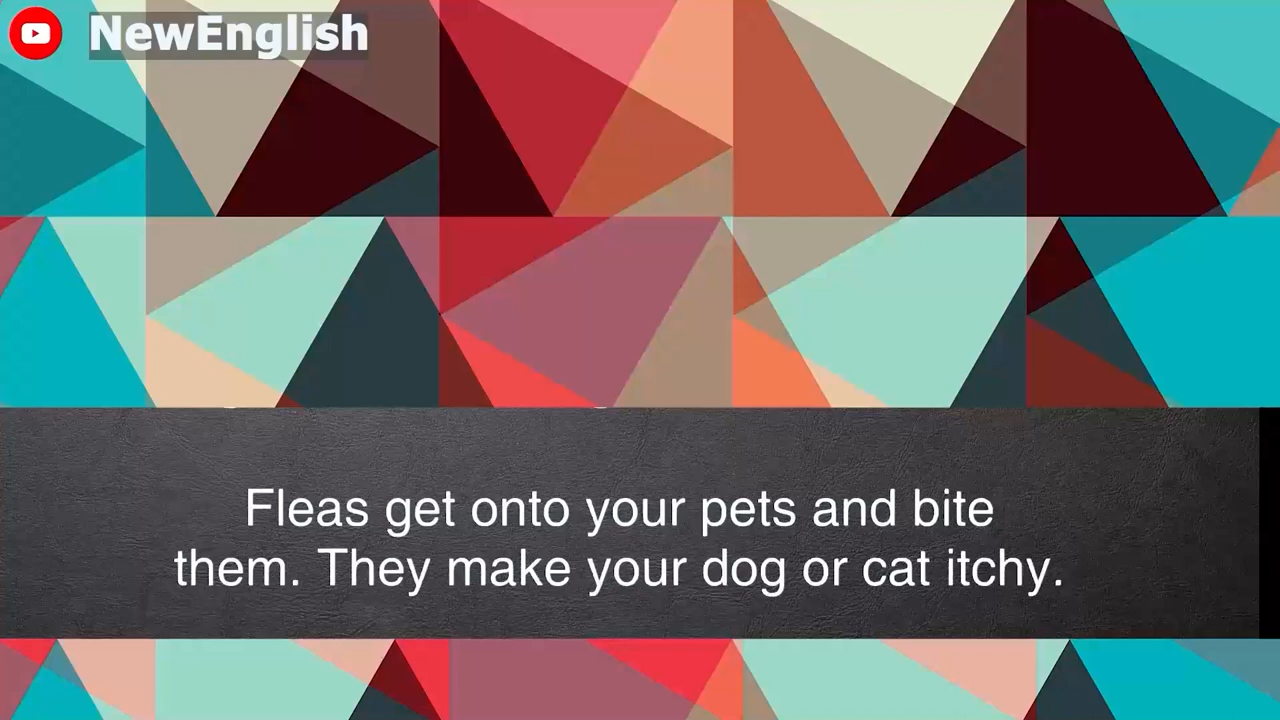 NewEnglish
Fleas get onto your pets and bite
them. They make your dog or cat itchy.